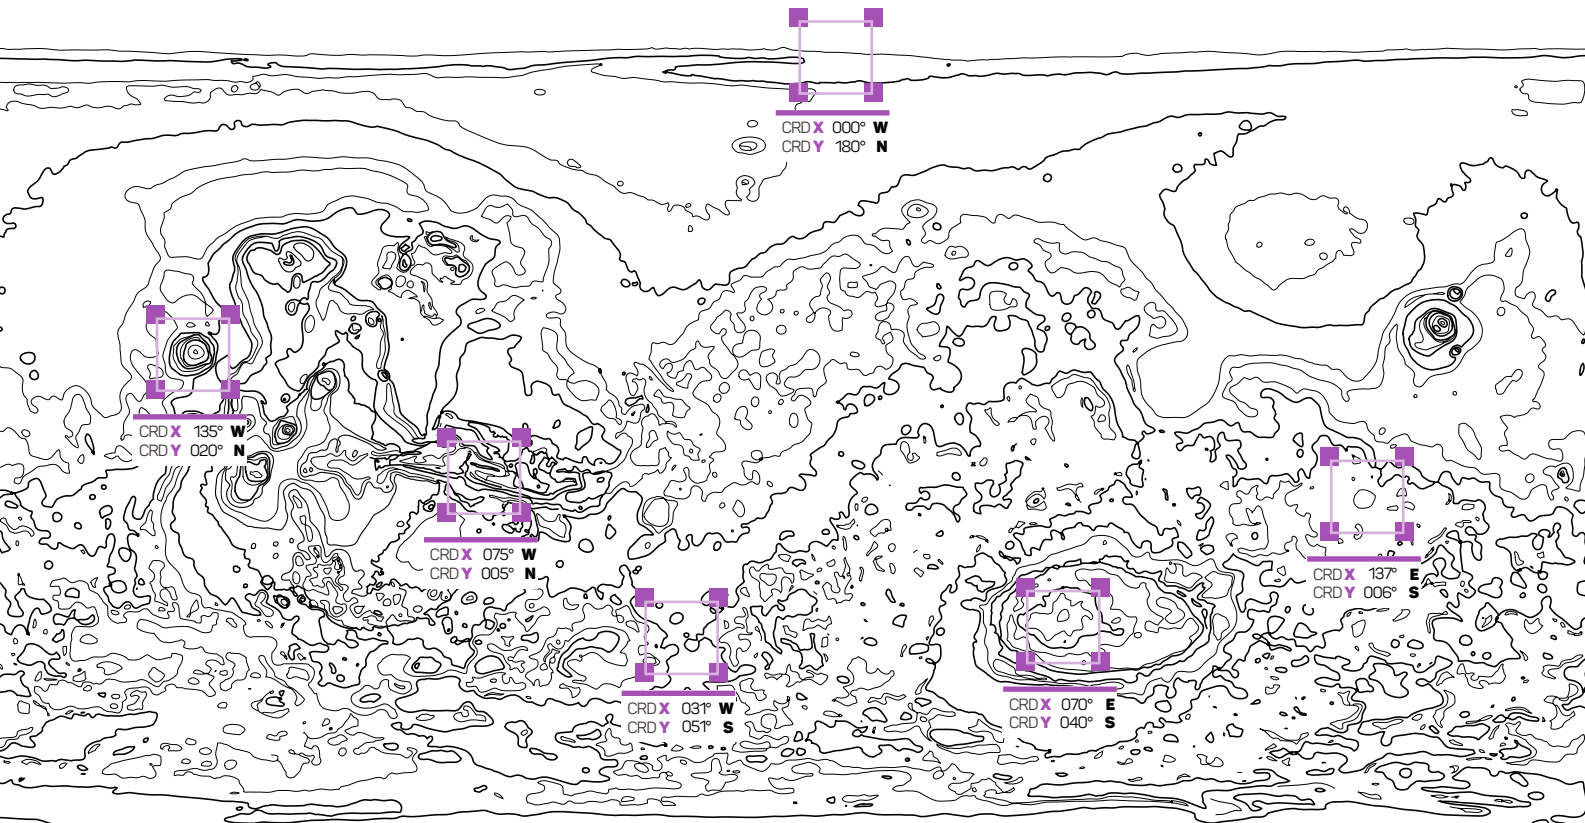 CRD X 000° W
CRD Y 180° N
CRD X 135° W
CRD Y 020° N
CRD X 075° W
CRD Y 005° N
CRD X 137° E
CRD Y 006° S
CRD X 031° W
CRD Y 051° S
CRD X 070° E
CRD Y 040° S